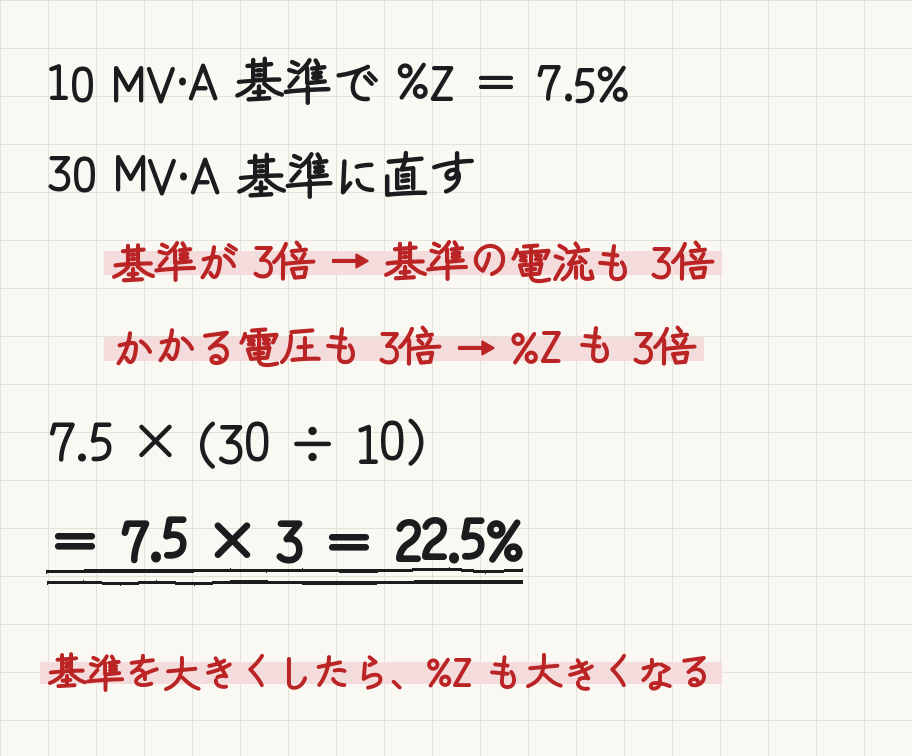 10 MV·A 基準で %Z = 7.5%
30 MV·A 基準に直す
基準が 3倍 → 基準の電流も 3倍
かかる電圧も 3倍 → %Z も 3倍
7.5 × (30 ÷ 10)
= 7.5 × 3 = 22.5%
基準を大きくしたら、%Z も大きくなる